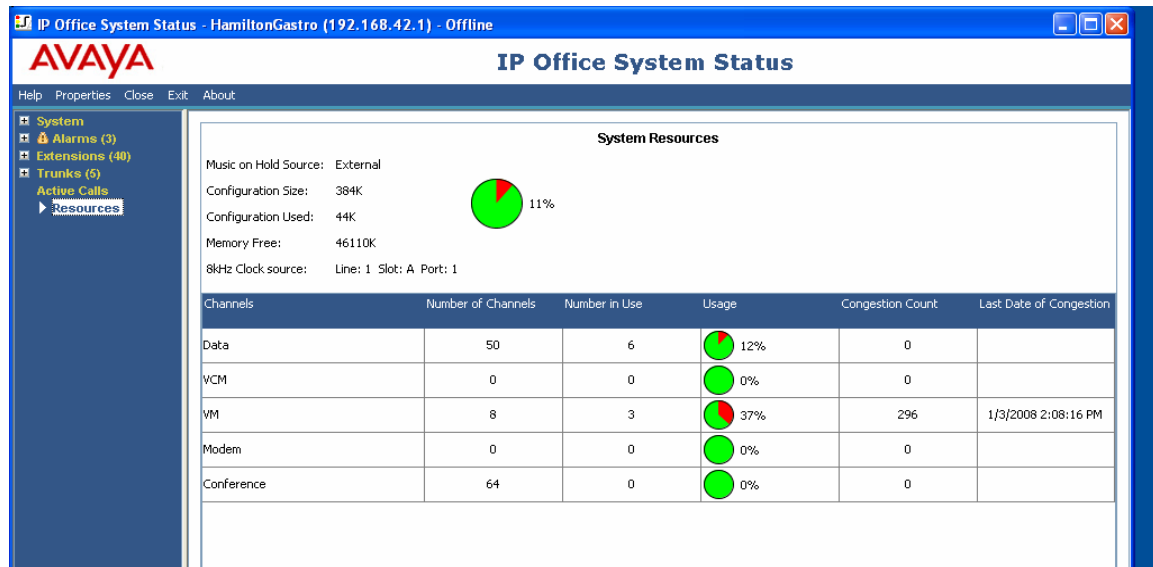 IP Office System Status - HamiltonGastro (192.168.42.1) - Offline
AVAYA
IP Office System Status
Help Properties Close Exit About
System
Alarms (3)
Extensions (40)
Trunks (5)
Active Calls
Resources
System Resources
Music on Hold Source: External
Configuration Size: 384K
11%
Configuration Used: 44K
Memory Free: 46110K
8kHz Clock source: Line: 1 Slot: A Port: 1
Channels Number of Channels Number in Use Usage Congestion Count Last Date of Congestion
Data 50 6 12% 0
VCM 0 0 0% 0
VM 8 3 37% 296 1/3/2008 2:08:16 PM
Modem 0 0 0% 0
Conference 64 0 0% 0